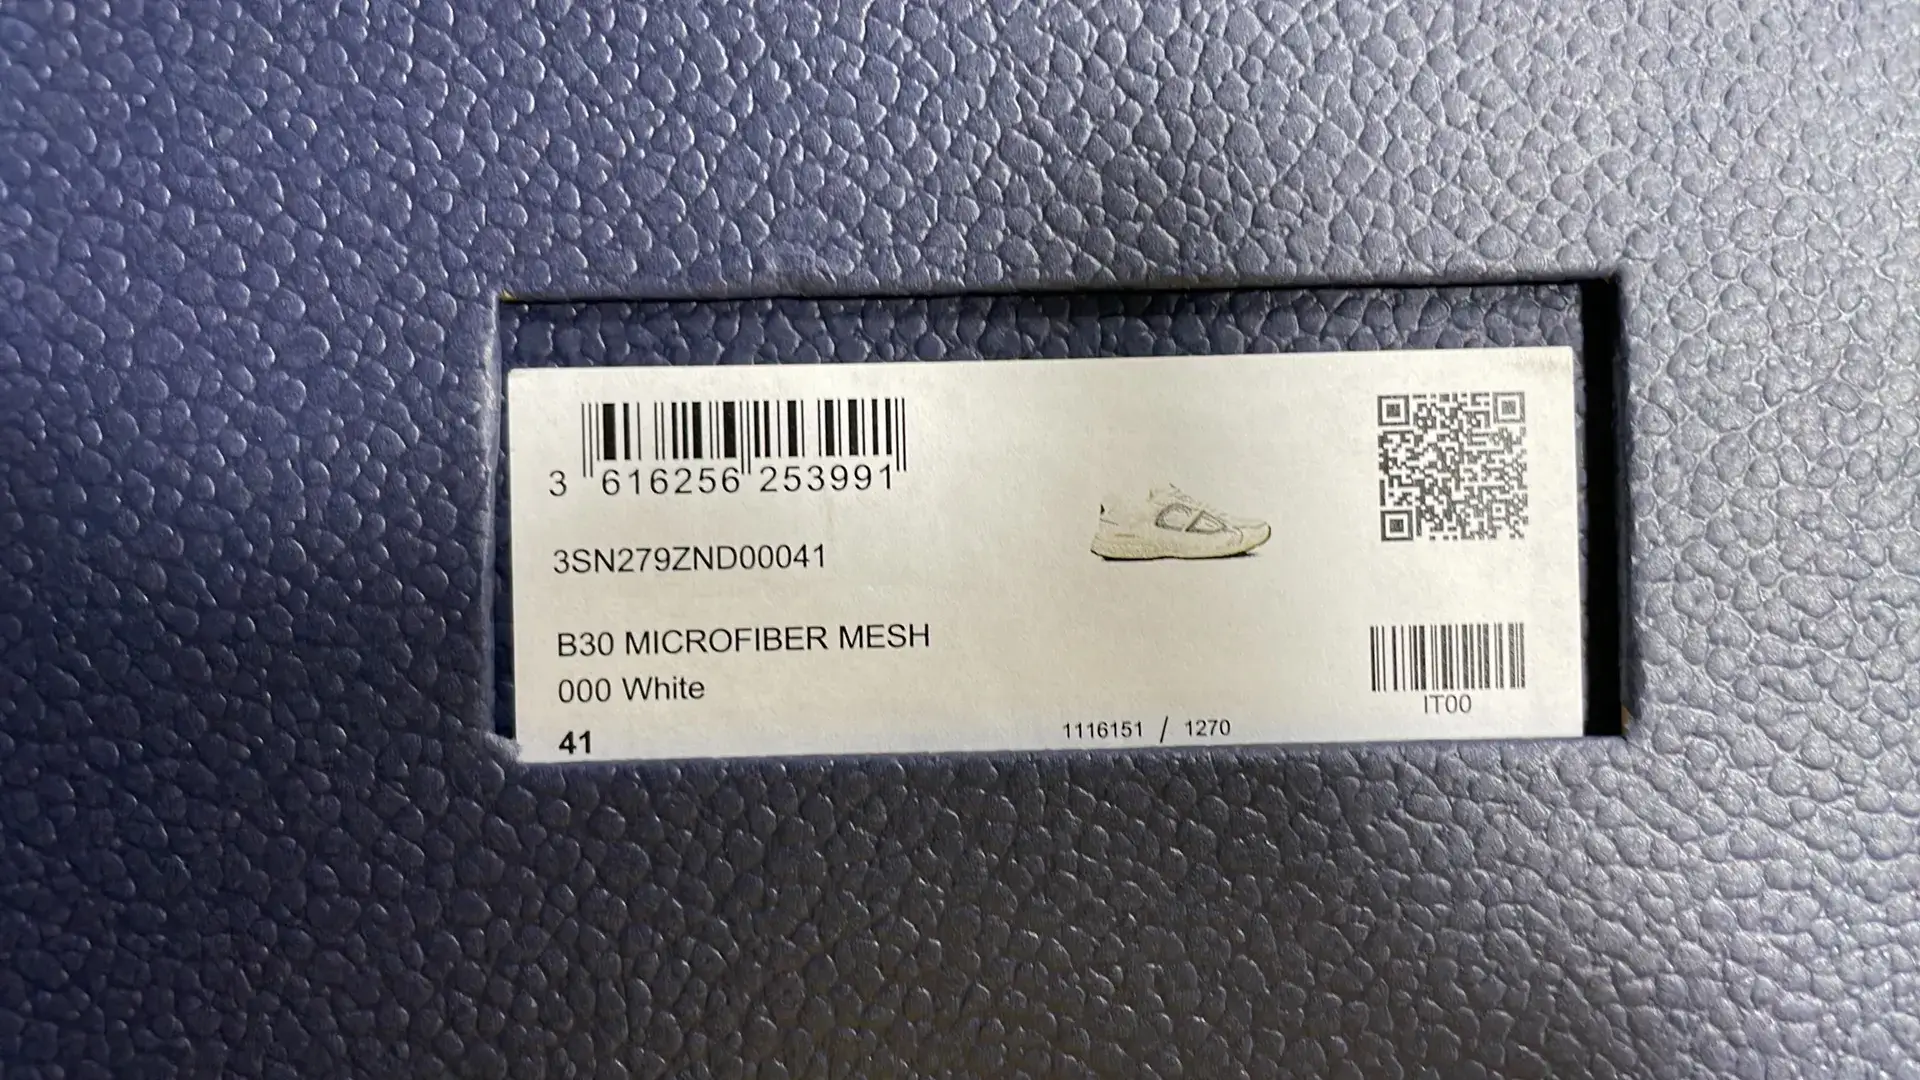 3 616256 253991
3SN279ZND00041
B30 MICROFIBER MESH
000 White
41
1116151 / 1270
IT00